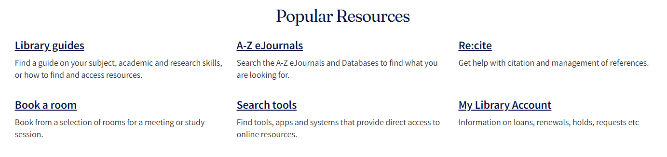 Popular Resources
Library guides
Find a guide on your subject, academic and research skills,
or how to find and access resources.
A-Z eJournals
Search the A-Z eJournals and Databases to find what you
are looking for.
Re:cite
Get help with citation and management of references.
Book a room
Book from a selection of rooms for a meeting or study
session.
Search tools
Find tools, apps and systems that provide direct access to
online resources.
My Library Account
Information on loans, renewals, holds, requests etc